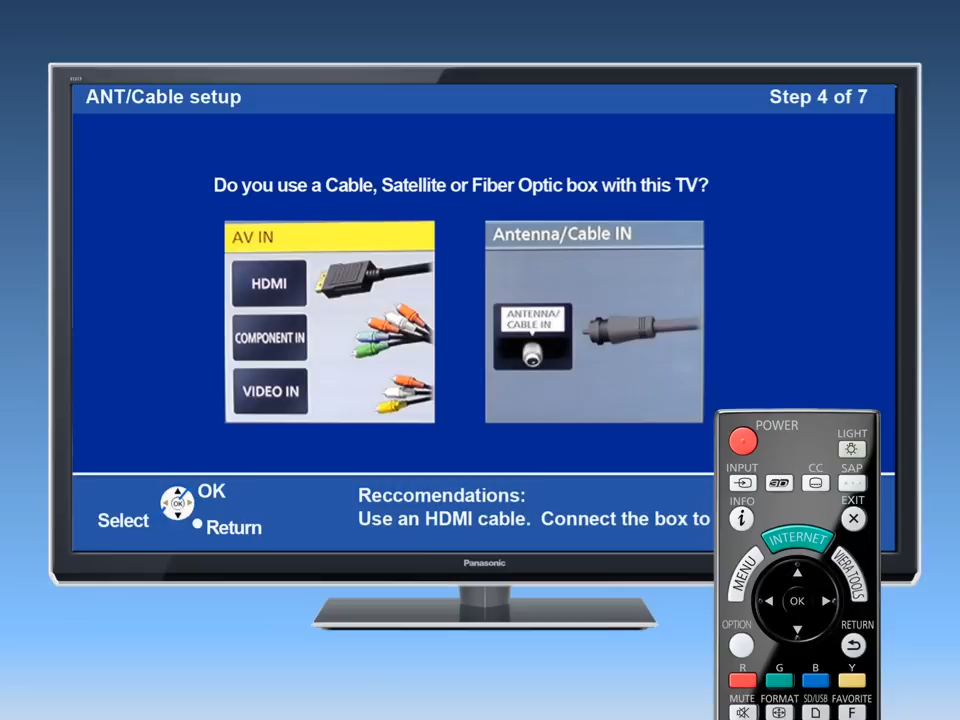 ANT/Cable setup
Step 4 of 7
Do you use a Cable, Satellite or Fiber Optic box with this TV?
AV IN
HDMI
COMPONENT IN
VIDEO IN
Antenna/Cable IN
ANTENNA/
CABLE IN
Select
OK
OK
Return
Reccomendations:
Use an HDMI cable.  Connect the box to
Panasonic
POWER
LIGHT
INPUT
3D
CC
SAP
INFO
i
EXIT
INTERNET
MENU
VIERA TOOLS
OK
OPTION
RETURN
R
G
B
Y
MUTE
FORMAT
SD/USB
FAVORITE
F